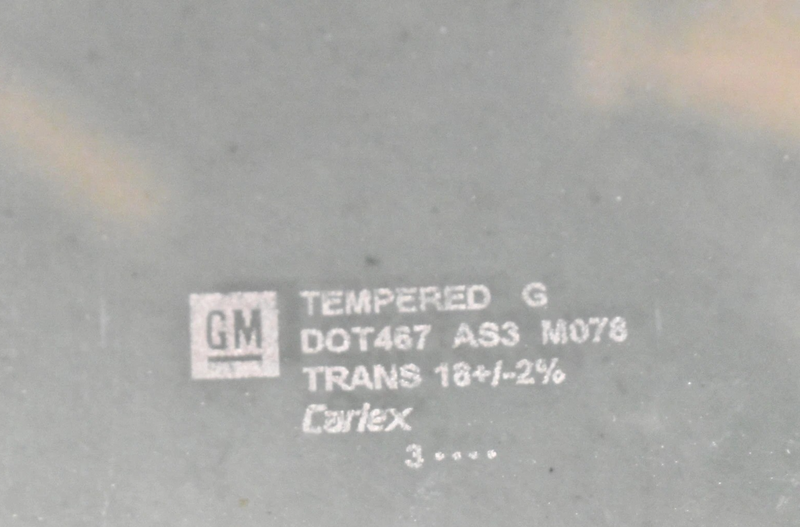 GM
TEMPERED G
DOT467 AS3 M078
TRANS 18+/-2%
Carlex
3 ••••